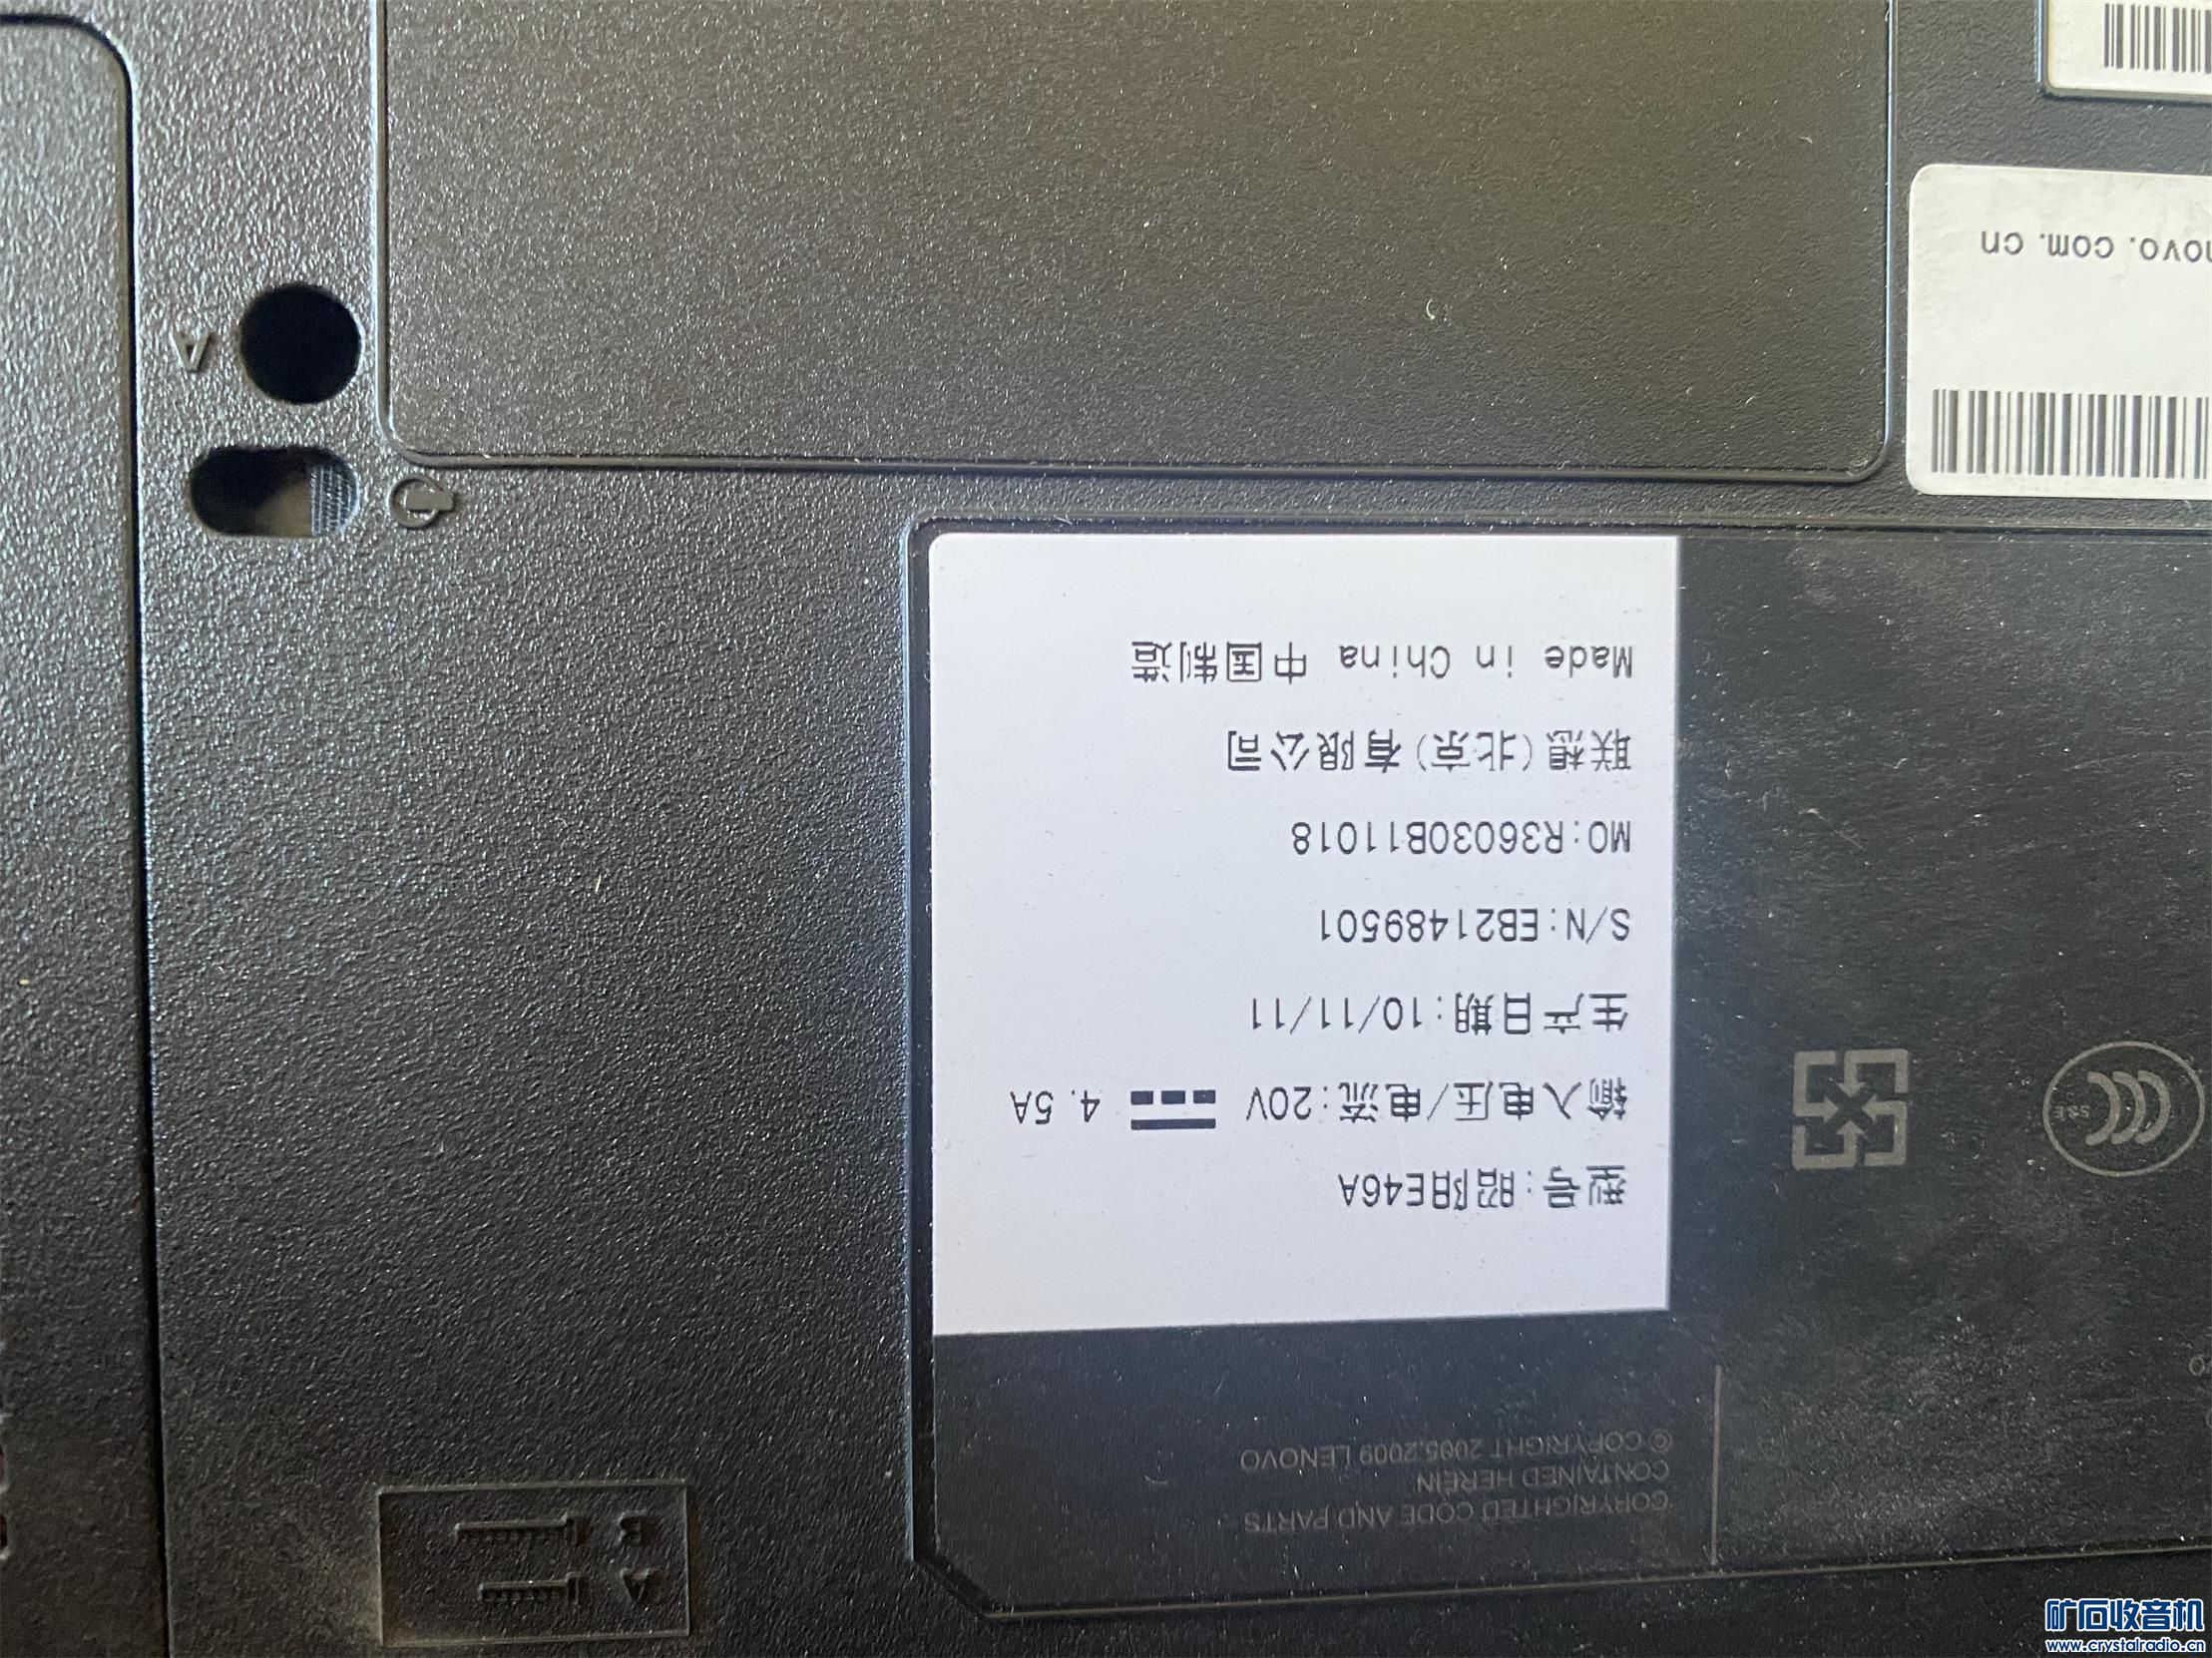 COPYRIGHTED CODE AND PARTS
CONTAINED HEREIN
© COPYRIGHT 2005,2009 LENOVO
型号:昭阳E46A
输入电压/电流:20V 4.5A
生产日期:10/11/11
S/N:EB21489501
MO:R36030B11018
联想(北京)有限公司
Made in China 中国制造
novo.com.cn
A
B
A
S&E
矿石收音机
www.crystalradio.cn